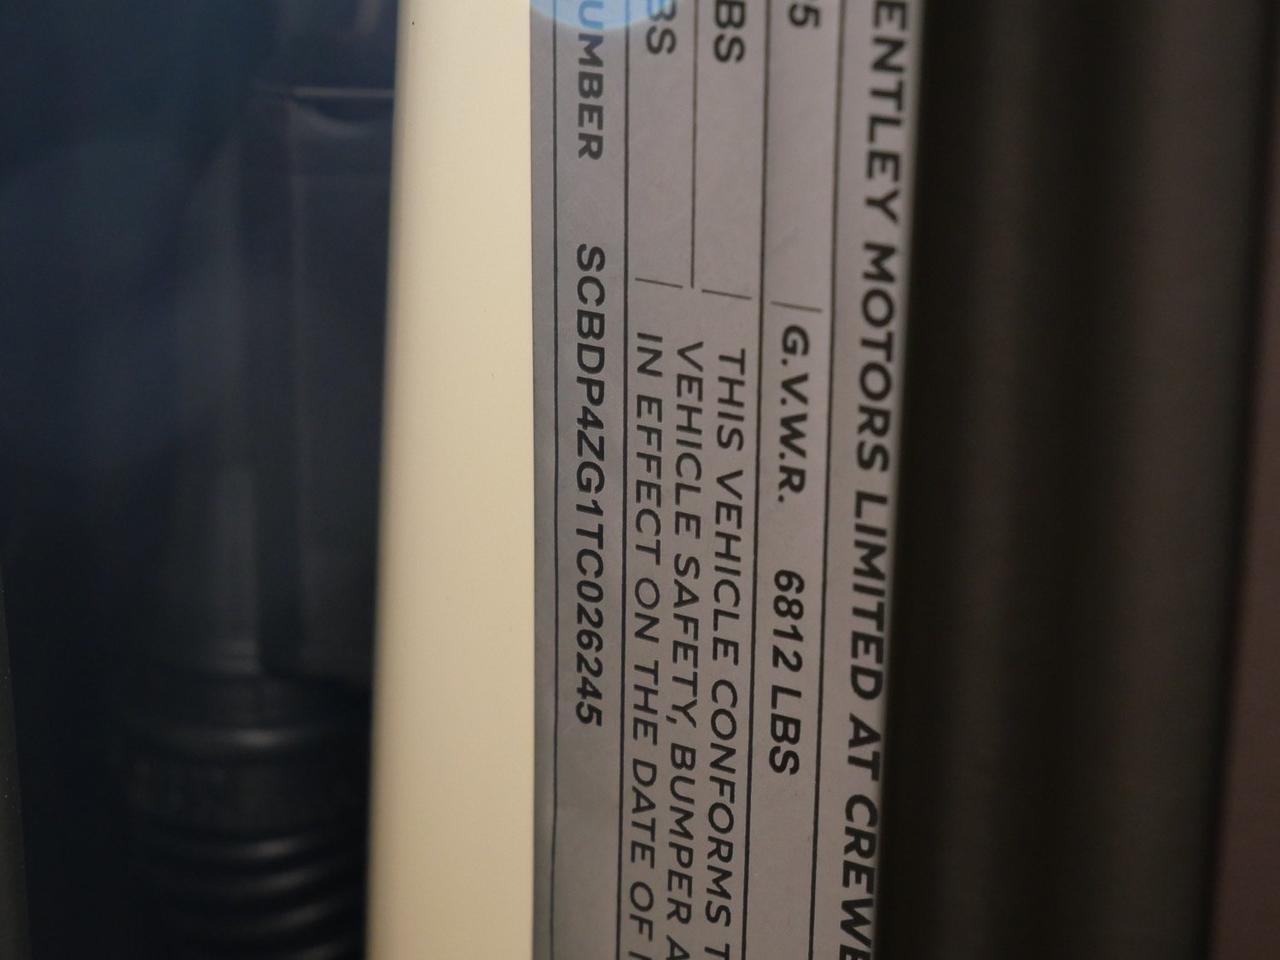 ENTLEY MOTORS LIMITED AT CREWE
5 G.V.W.R. 6812 LBS
BS THIS VEHICLE CONFORMS T
VEHICLE SAFETY, BUMPER A
BS IN EFFECT ON THE DATE OF
UMBER SCBDP4ZG1TC026245